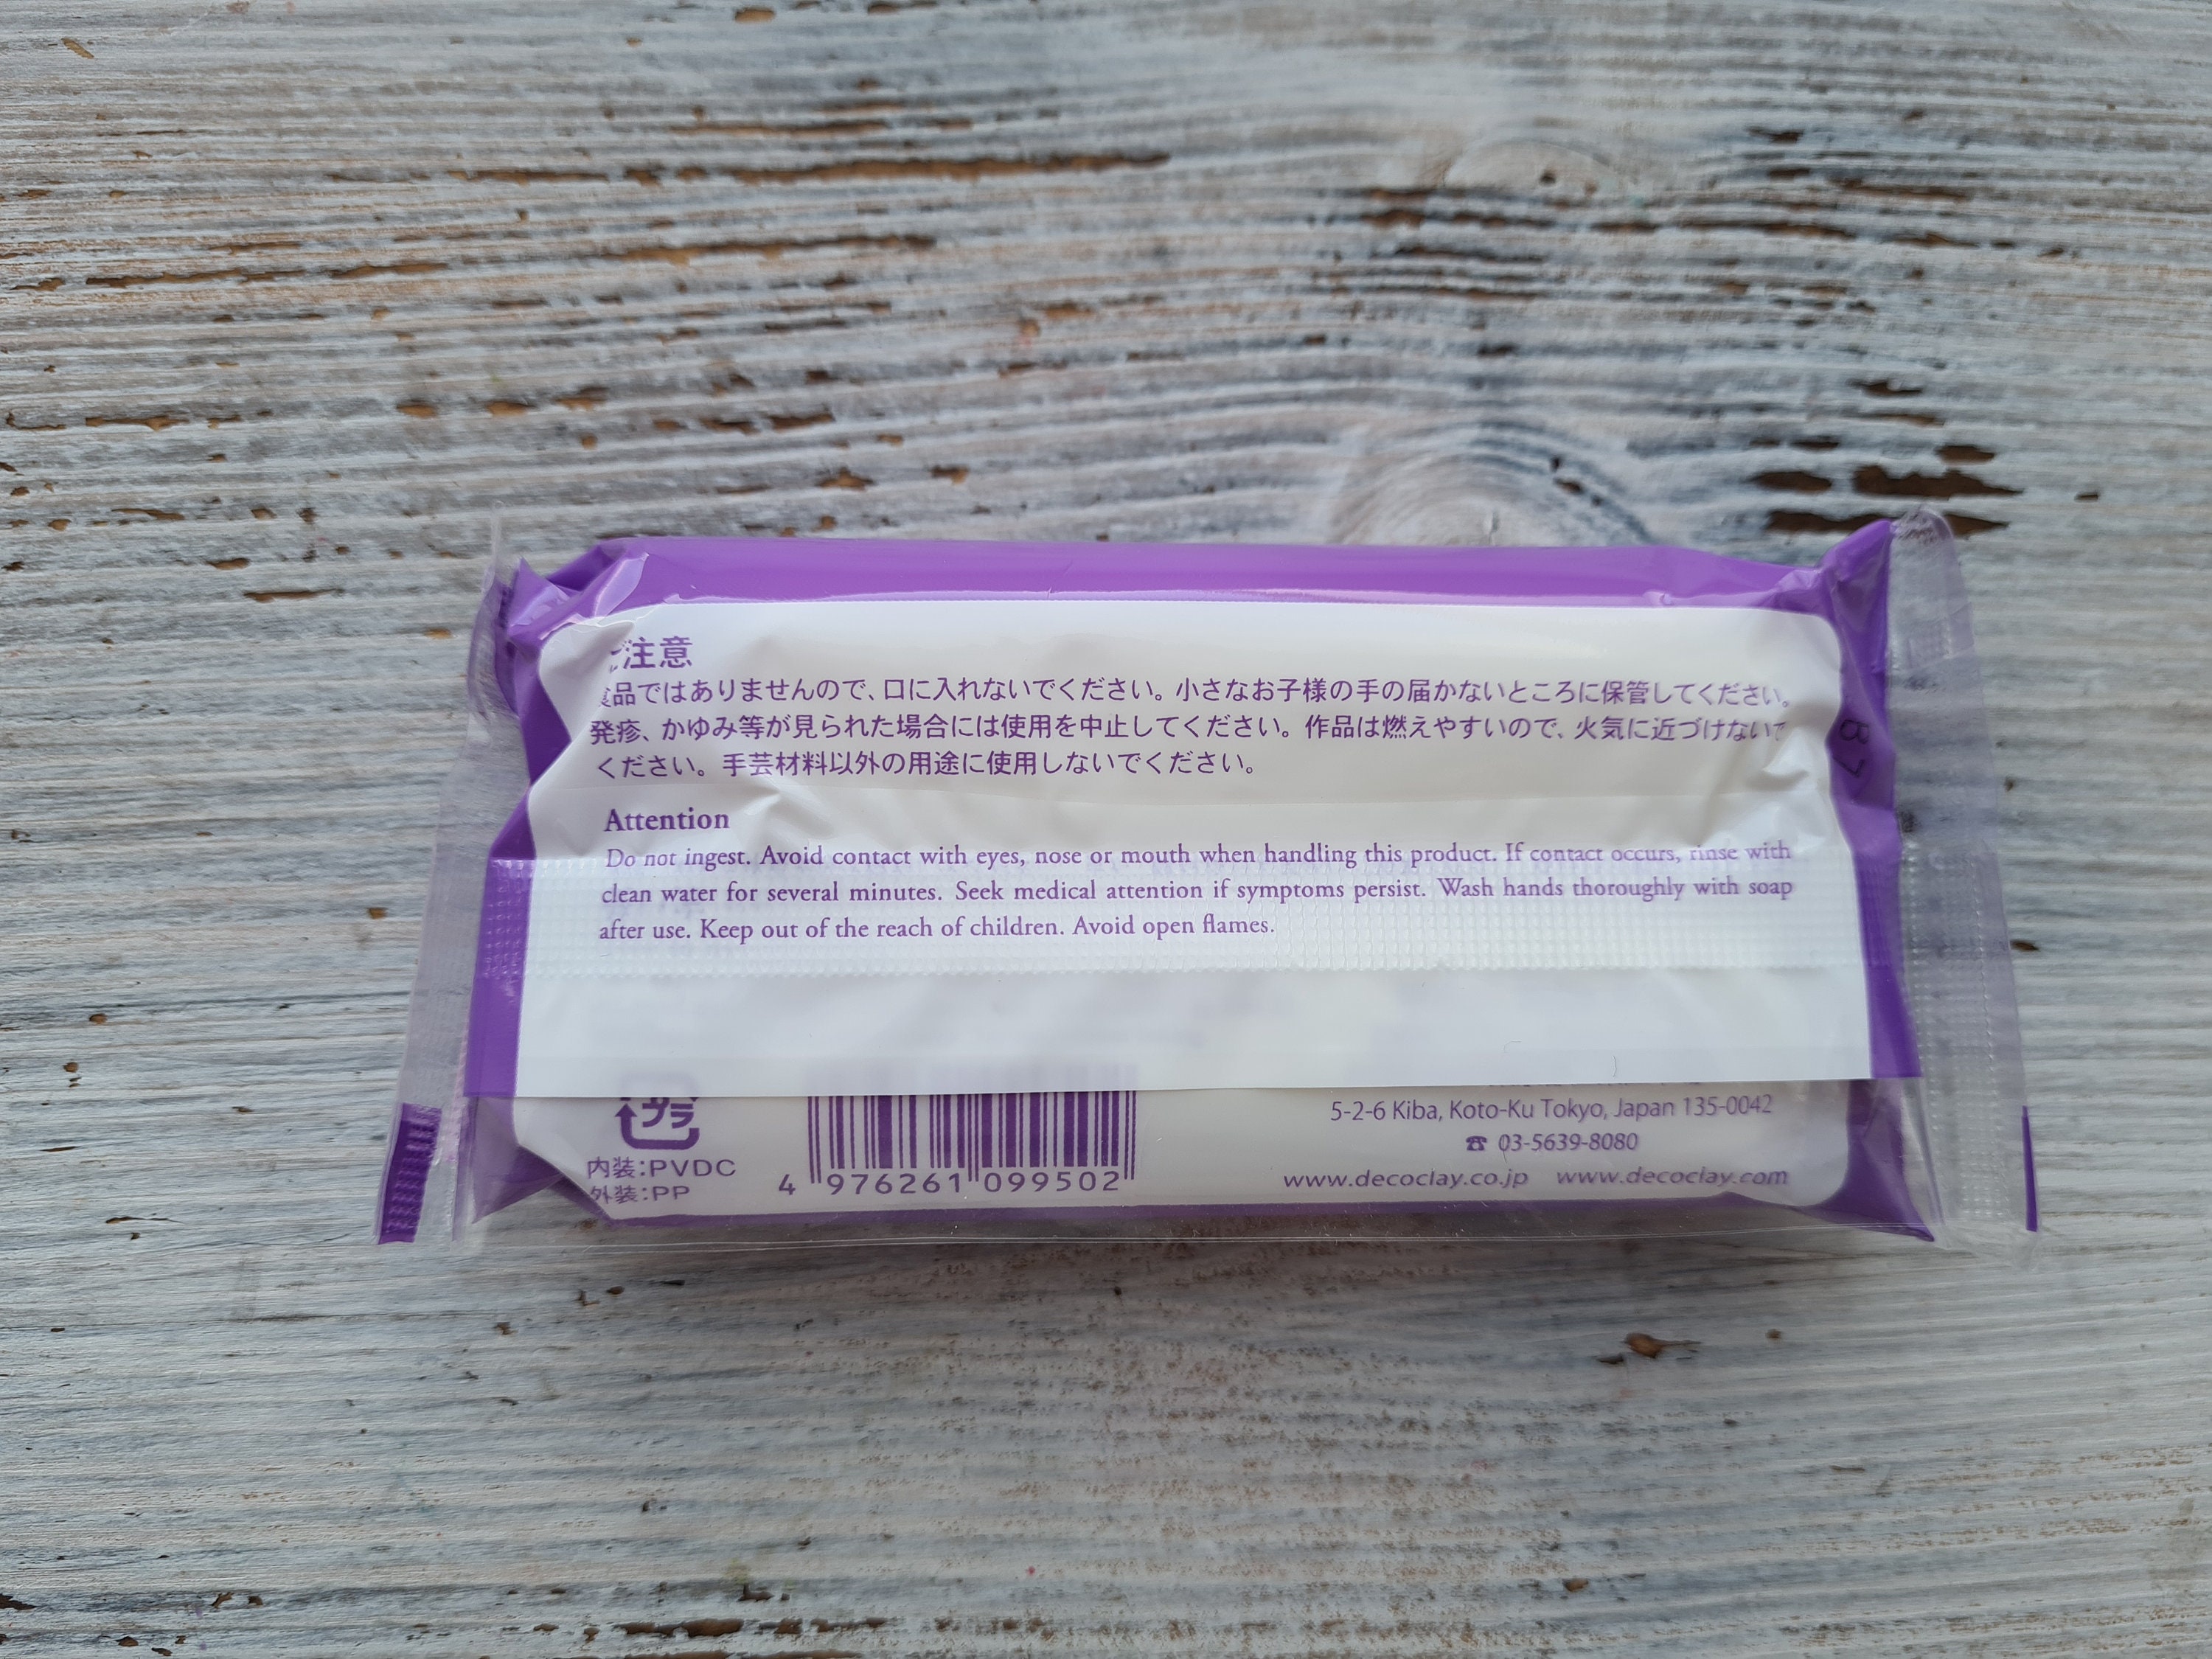 ご注意
食品ではありませんので、口に入れないでください。小さなお子様の手の届かないところに保管してください。
発疹、かゆみ等が見られた場合には使用を中止してください。作品は燃えやすいので、火気に近づけないで
ください。手芸材料以外の用途に使用しないでください。
Attention
Do not ingest. Avoid contact with eyes, nose or mouth when handling this product. If contact occurs, rinse with
clean water for several minutes. Seek medical attention if symptoms persist. Wash hands thoroughly with soap
after use. Keep out of the reach of children. Avoid open flames.
プラ
内装:PVDC
外装:PP
4 976261 099502
5-2-6 Kiba, Koto-Ku Tokyo, Japan 135-0042
☎ 03-5639-8080
www.decoclay.co.jp www.decoclay.com